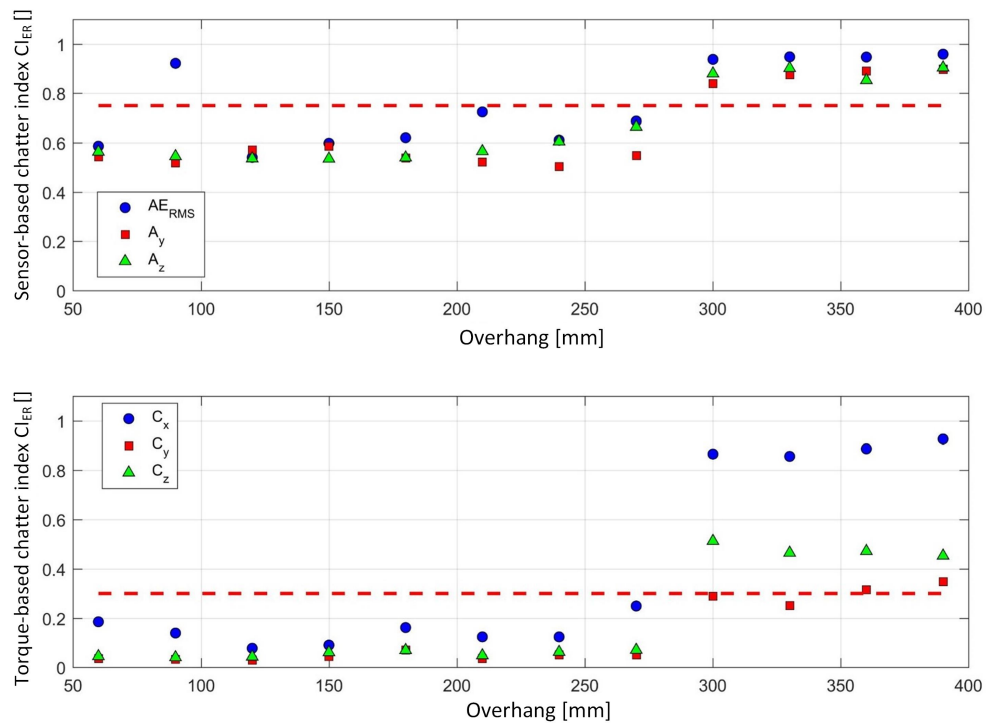 Sensor-based chatter index CI_ER []
1
0.8
0.6
0.4
0.2
0
AE_RMS
A_y
A_z
50 100 150 200 250 300 350 400
Overhang [mm]
Torque-based chatter index CI_ER []
1
0.8
0.6
0.4
0.2
0
C_x
C_y
C_z
50 100 150 200 250 300 350 400
Overhang [mm]